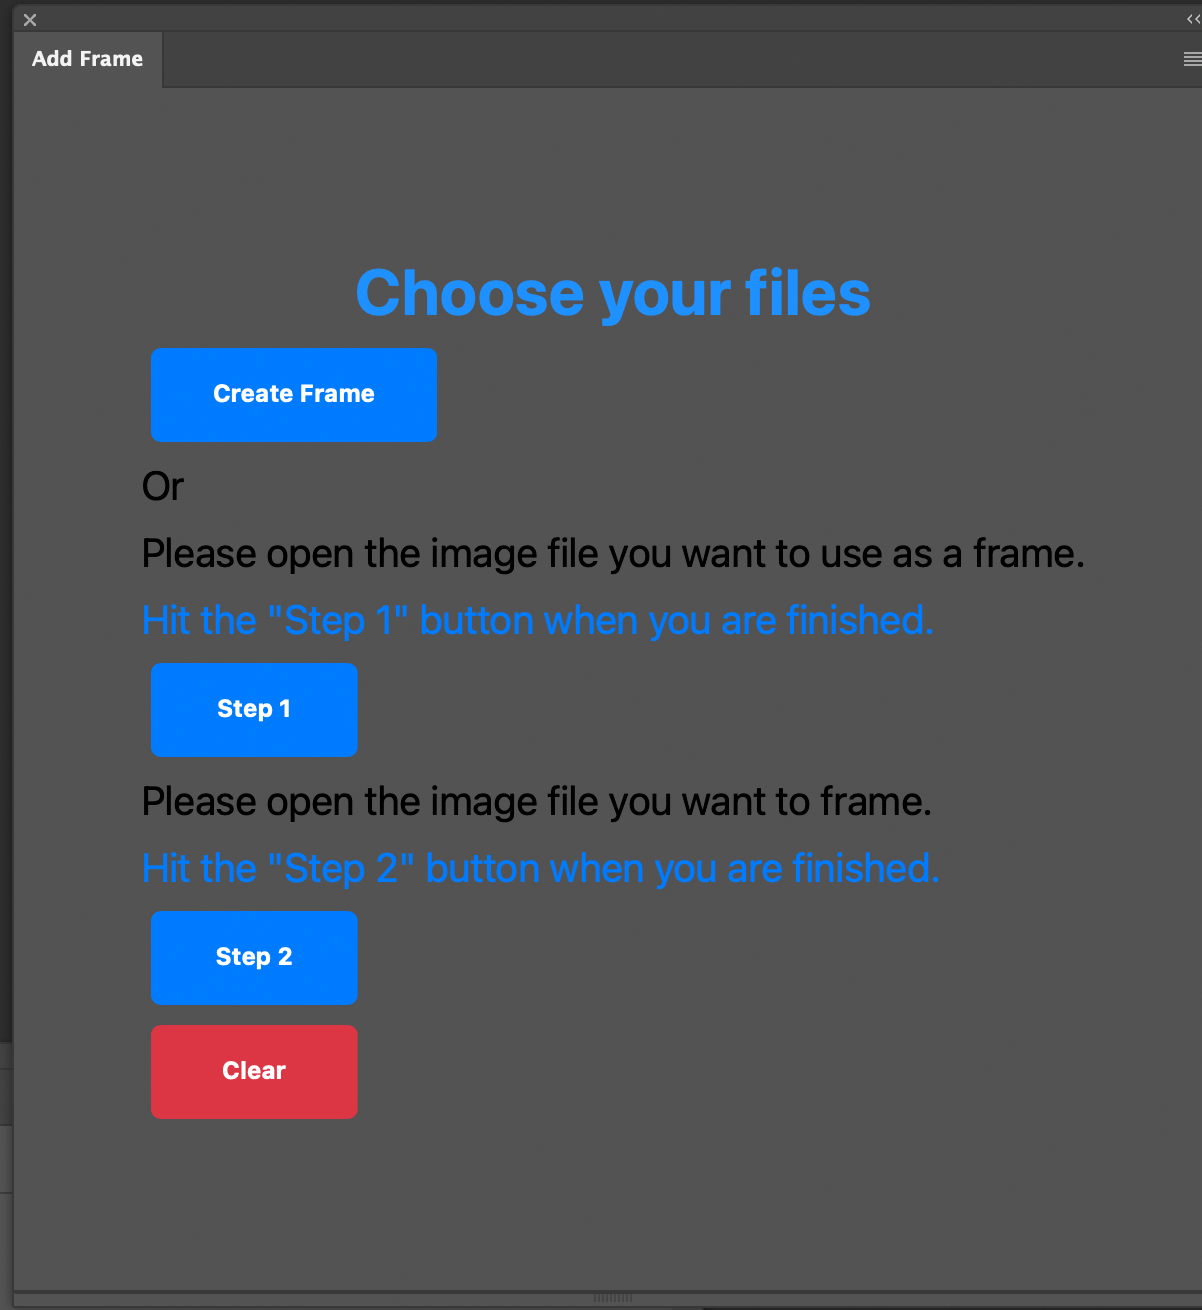 Add Frame
Choose your files
Create Frame
Or
Please open the image file you want to use as a frame.
Hit the "Step 1" button when you are finished.
Step 1
Please open the image file you want to frame.
Hit the "Step 2" button when you are finished.
Step 2
Clear